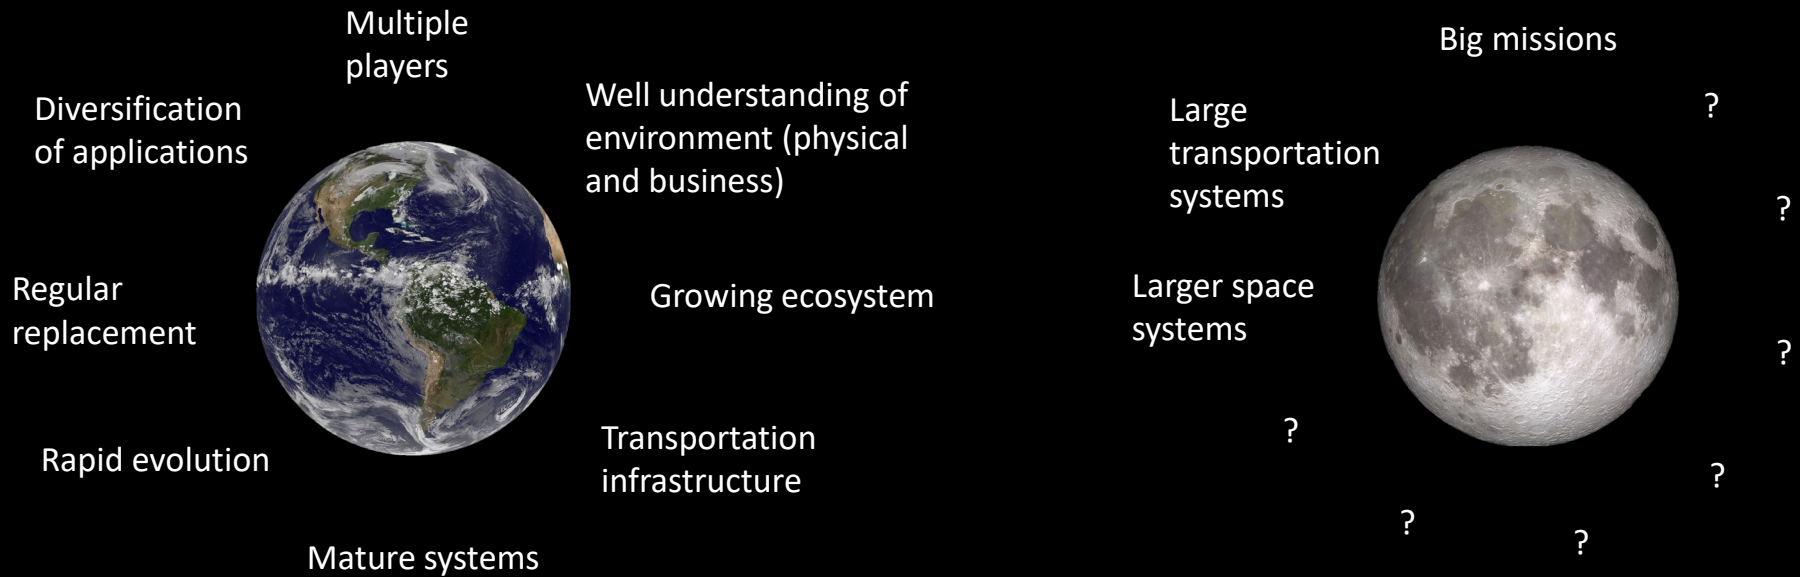 Multiple
players
Diversification
of applications
Well understanding of
environment (physical
and business)
Regular
replacement
Growing ecosystem
Rapid evolution
Transportation
infrastructure
Mature systems
Big missions
?
Large
transportation
systems
?
Larger space
systems
?
?
?
?
?